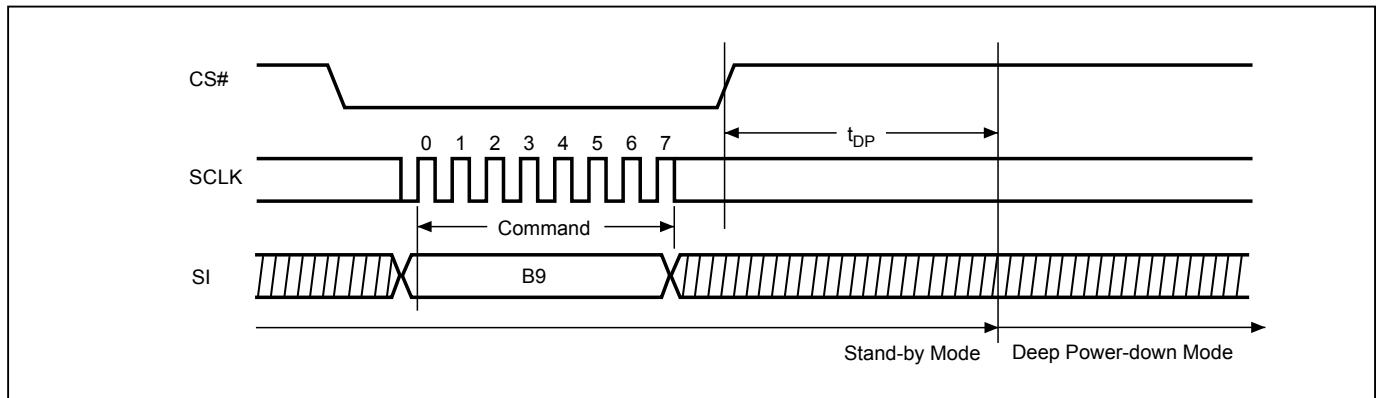 CS#
t_DP
0 1 2 3 4 5 6 7
SCLK
Command
SI
B9
Stand-by Mode
Deep Power-down Mode